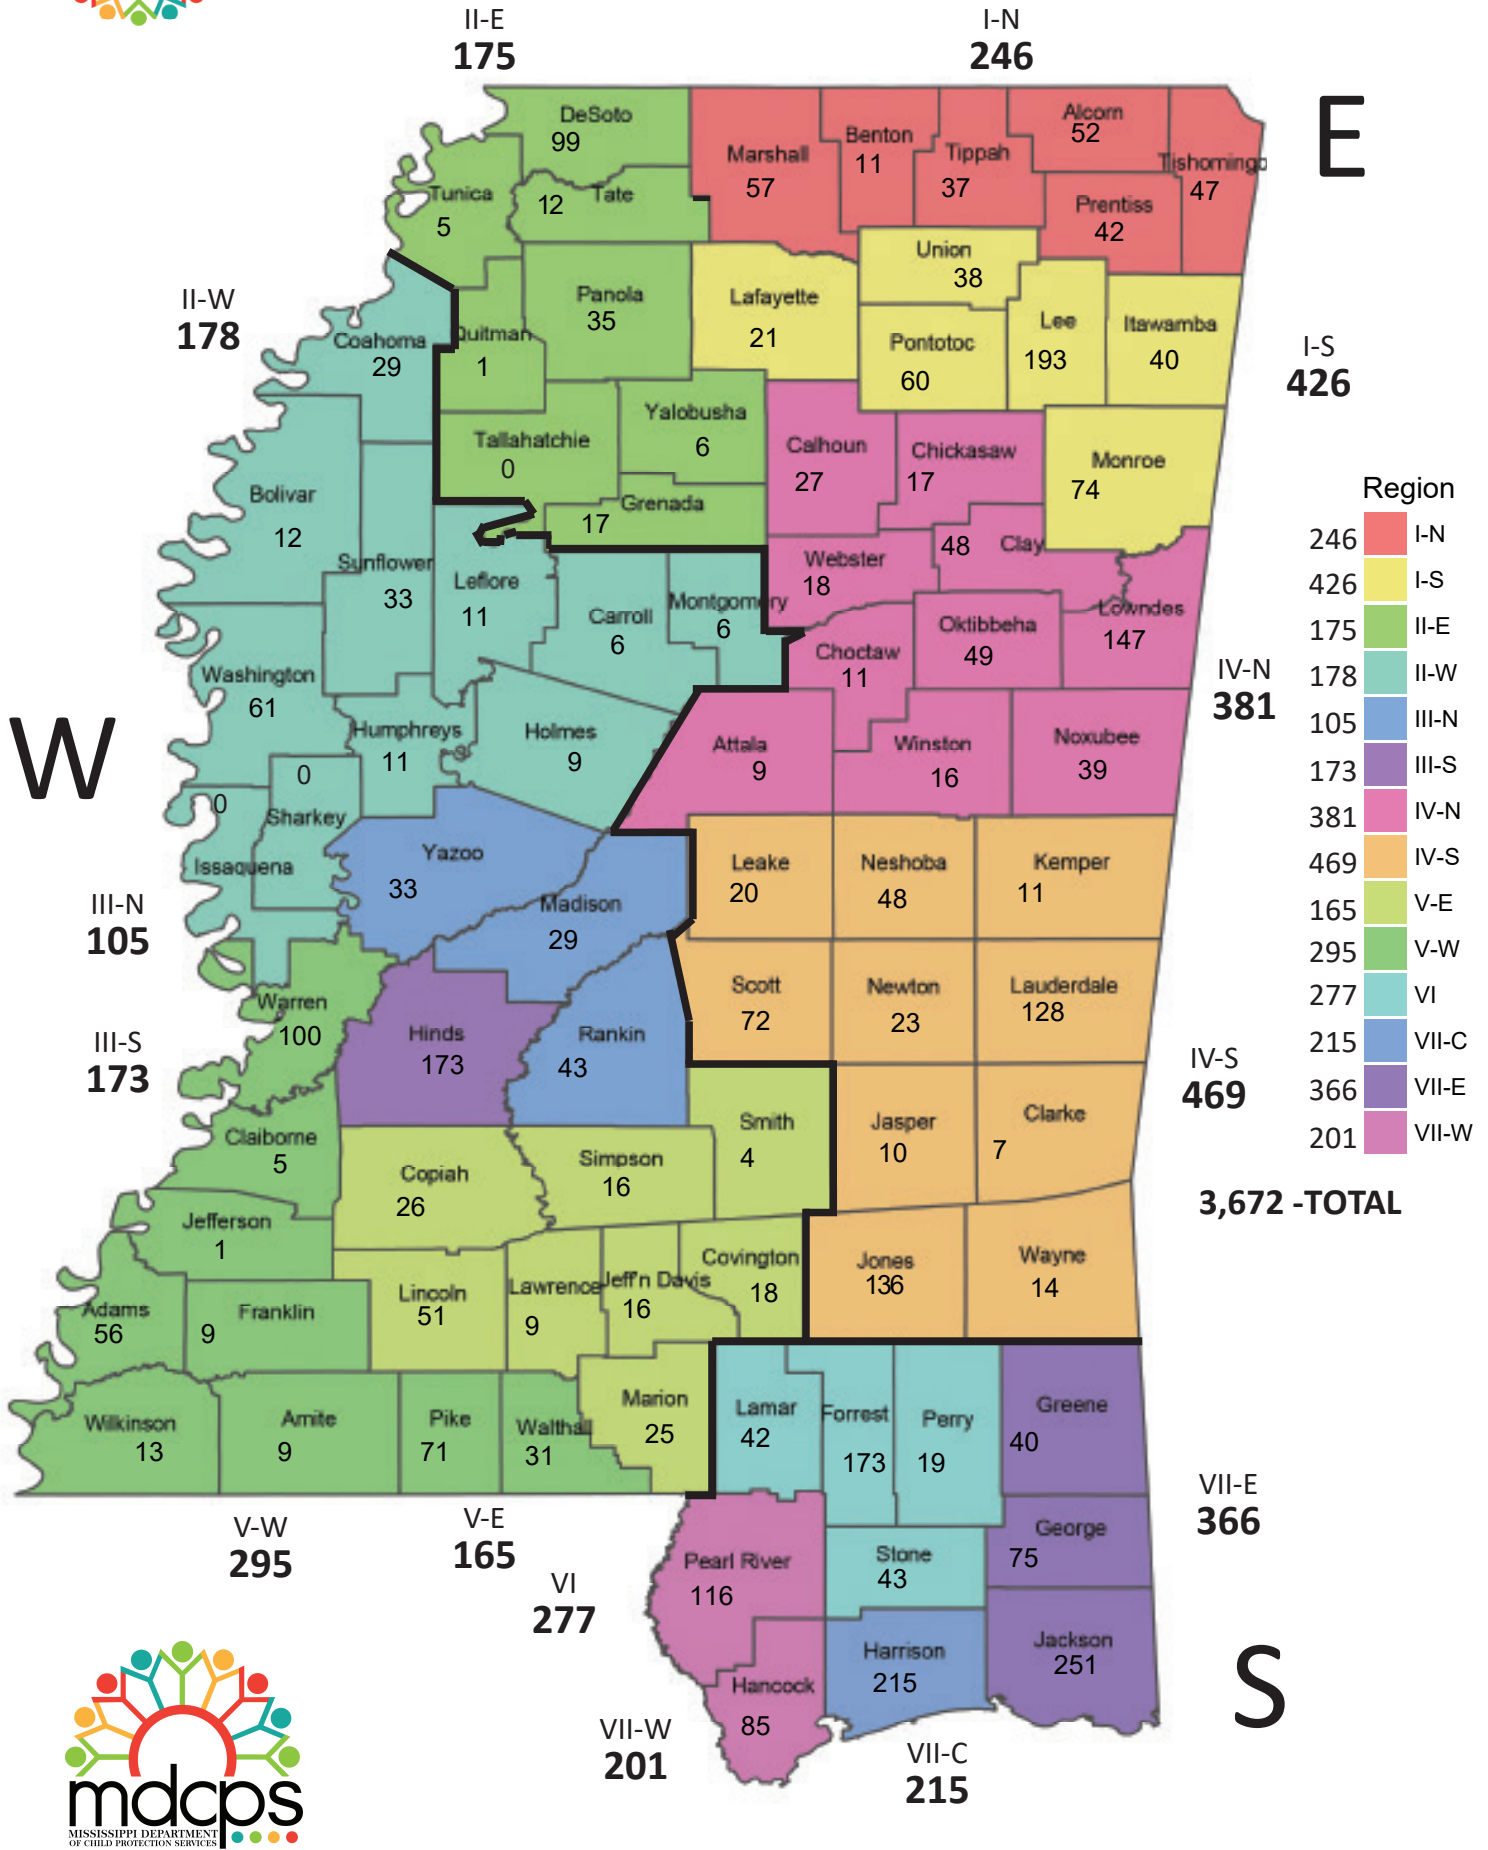 II-E
175
I-N
246
E
DeSoto
99
Marshall
57
Benton
11
Tippah
37
Alcorn
52
Tishomingo
47
Tunica
5
12
Tate
Prentiss
42
Union
38
II-W
178
Coahoma
29
Quitman
1
Panola
35
Lafayette
21
Pontotoc
60
Lee
193
Itawamba
40
I-S
426
Tallahatchie
0
Yalobusha
6
Calhoun
27
Chickasaw
17
Monroe
74
Bolivar
12
Grenada
17
Sunflower
33
Leflore
11
Carroll
6
Montgomery
6
Webster
18
48
Clay
Oktibbeha
49
Lowndes
147
Choctaw
11
IV-N
381
W
Washington
61
Humphreys
11
Holmes
9
Attala
9
Winston
16
Noxubee
39
0
Sharkey
0
Issaquena
Yazoo
33
Madison
29
Leake
20
Neshoba
48
Kemper
11
III-N
105
Warren
100
Hinds
173
Rankin
43
Scott
72
Newton
23
Lauderdale
128
III-S
173
IV-S
469
Claiborne
5
Copiah
26
Simpson
16
Smith
4
Jasper
10
Clarke
7
Jefferson
1
Adams
56
Franklin
9
Lincoln
51
Lawrence
9
Jeff'n Davis
16
Covington
18
Jones
136
Wayne
14
Wilkinson
13
Amite
9
Pike
71
Walthall
31
Marion
25
Lamar
42
Forrest
173
Perry
19
Greene
40
V-W
295
V-E
165
VI
277
Pearl River
116
Stone
43
George
75
VII-E
366
Hancock
85
Harrison
215
Jackson
251
S
VII-W
201
VII-C
215
Region
246 I-N
426 I-S
175 II-E
178 II-W
105 III-N
173 III-S
381 IV-N
469 IV-S
165 V-E
295 V-W
277 VI
215 VII-C
366 VII-E
201 VII-W
3,672 -TOTAL
mdcps
MISSISSIPPI DEPARTMENT
OF CHILD PROTECTION SERVICES